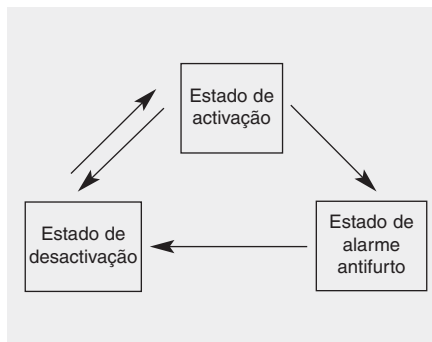 Estado de
activação
Estado de
desactivação
Estado de
alarme
antifurto